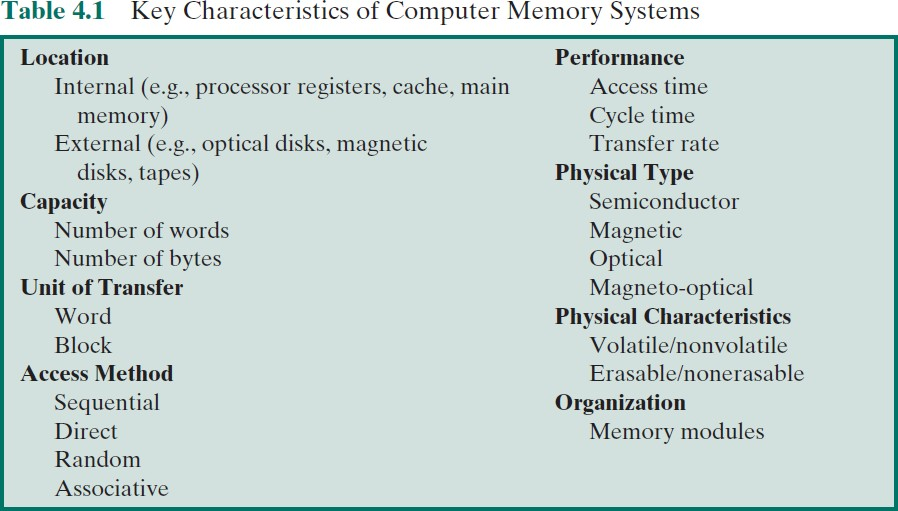 Table 4.1 Key Characteristics of Computer Memory Systems
Location
Internal (e.g., processor registers, cache, main
memory)
External (e.g., optical disks, magnetic
disks, tapes)
Capacity
Number of words
Number of bytes
Unit of Transfer
Word
Block
Access Method
Sequential
Direct
Random
Associative
Performance
Access time
Cycle time
Transfer rate
Physical Type
Semiconductor
Magnetic
Optical
Magneto-optical
Physical Characteristics
Volatile/nonvolatile
Erasable/nonerasable
Organization
Memory modules